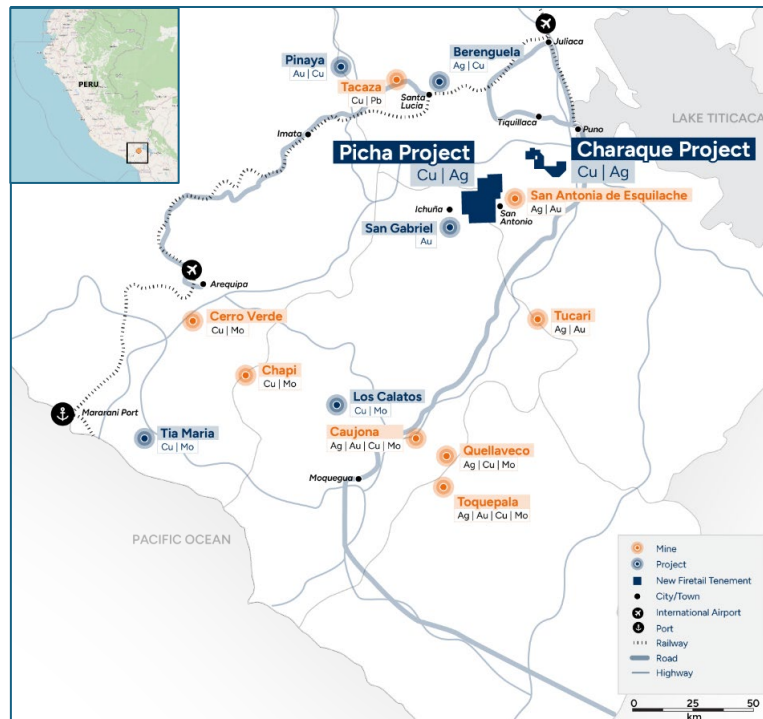 PERU
Juliaca
Pinaya
Au | Cu
Berenguela
Ag | Cu
Tacaza
Cu | Pb
Santa
Lucia
Tiquillaca
Puno
LAKE TITICACA
Imata
Picha Project
Cu | Ag
Charaque Project
Cu | Ag
San Antonia de Esquilache
Ag | Au
Ichuña
San
Antonio
San Gabriel
Au
Arequipa
Cerro Verde
Cu | Mo
Tucari
Ag | Au
Chapi
Cu | Mo
Los Calatos
Cu | Mo
Mararani Port
Tia Maria
Cu | Mo
Caujona
Ag | Au | Cu | Mo
Quellaveco
Ag | Cu | Mo
Moquegua
Toquepala
Ag | Au | Cu | Mo
PACIFIC OCEAN
Mine
Project
New Firetail Tenement
City/Town
International Airport
Port
Railway
Road
Highway
0 25 50
km